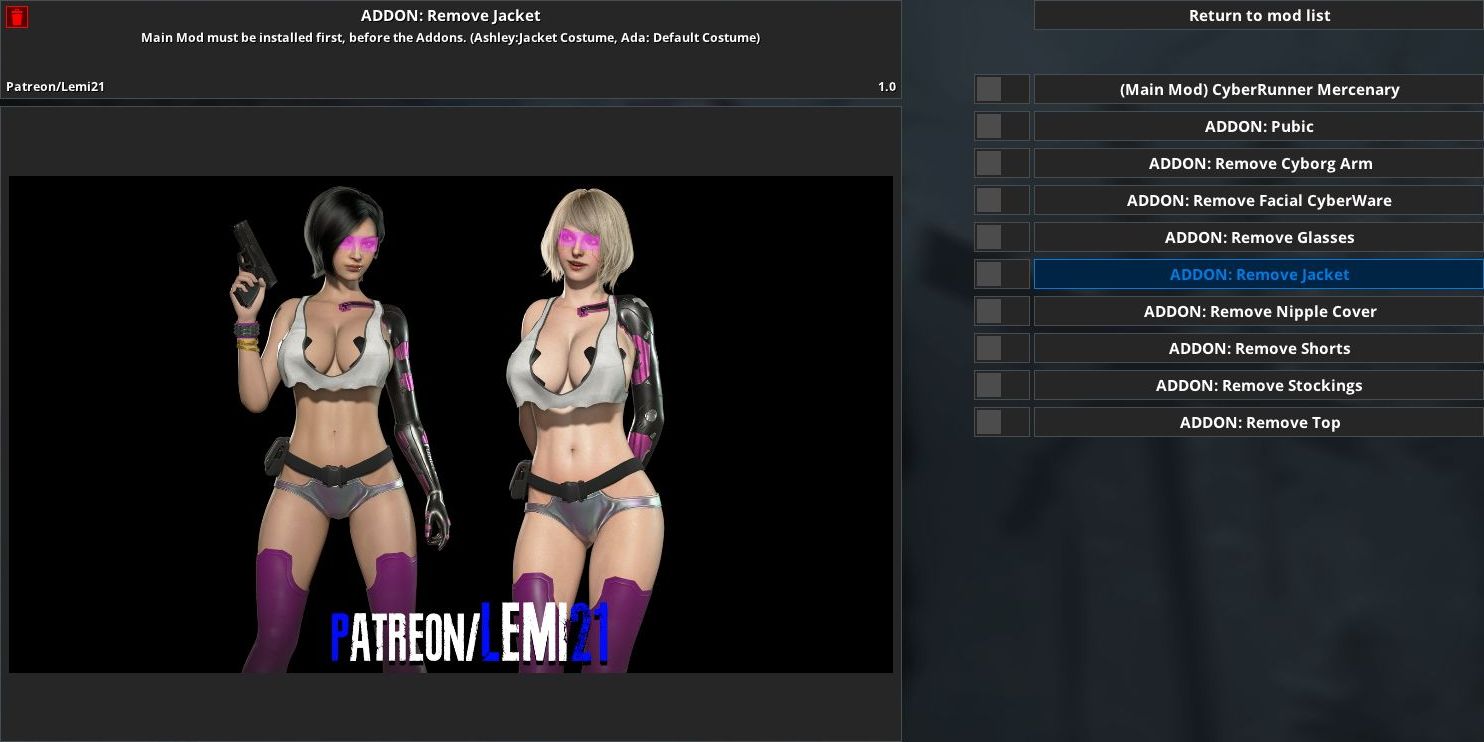 ADDON: Remove Jacket
Main Mod must be installed first, before the Addons. (Ashley:Jacket Costume, Ada: Default Costume)
Patreon/Lemi21
1.0
PATREON/LEMI21
Return to mod list
(Main Mod) CyberRunner Mercenary
ADDON: Pubic
ADDON: Remove Cyborg Arm
ADDON: Remove Facial CyberWare
ADDON: Remove Glasses
ADDON: Remove Jacket
ADDON: Remove Nipple Cover
ADDON: Remove Shorts
ADDON: Remove Stockings
ADDON: Remove Top